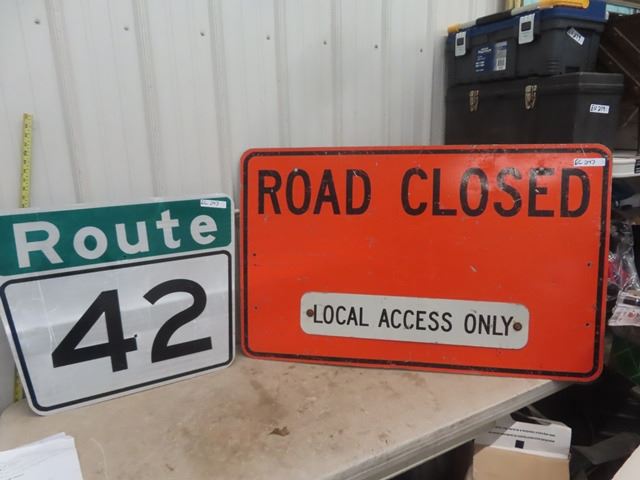 Route
42
ROAD CLOSED
LOCAL ACCESS ONLY